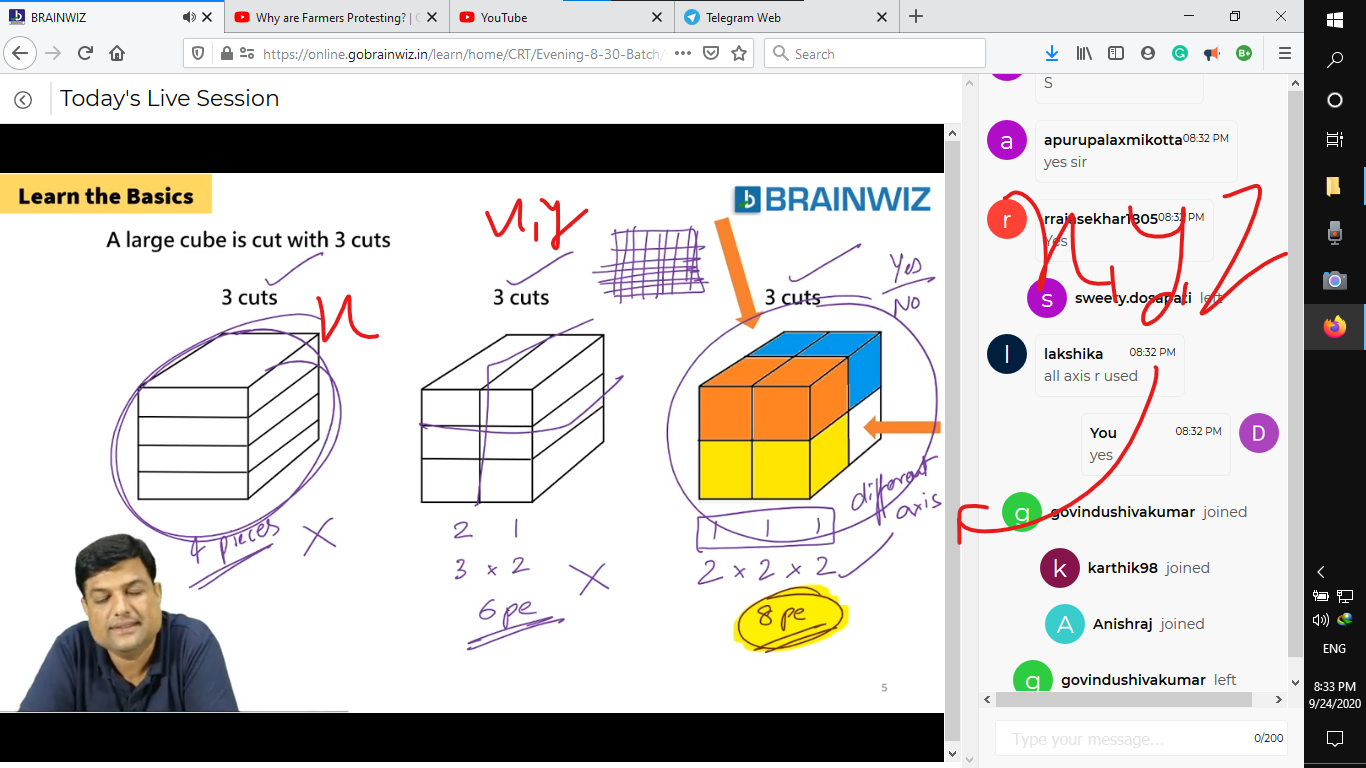 BRAINWIZ
Why are Farmers Protesting? | C
YouTube
Telegram Web
https://online.gobrainwiz.in/learn/home/CRT/Evening-8-30-Batch/
Search
Today's Live Session
Learn the Basics
BRAINWIZ
A large cube is cut with 3 cuts
x, y
Yes
No
3 cuts
3 cuts
3 cuts
x
different
axis
4 pieces
2 1
1 1 1
3 × 2
2 × 2 × 2
6 pe
8 pe
5
S
a
apurupalaxmikotta 08:32 PM
yes sir
r
rrajasekhar1805 08:32 PM
Yes
x, y, z
s
sweety.dosapati left
l
lakshika 08:32 PM
all axis r used
You 08:32 PM
yes
D
g
govindushivakumar joined
k
karthik98 joined
A
Anishraj joined
g
govindushivakumar left
Type your message...
0/200
ENG
8:33 PM
9/24/2020